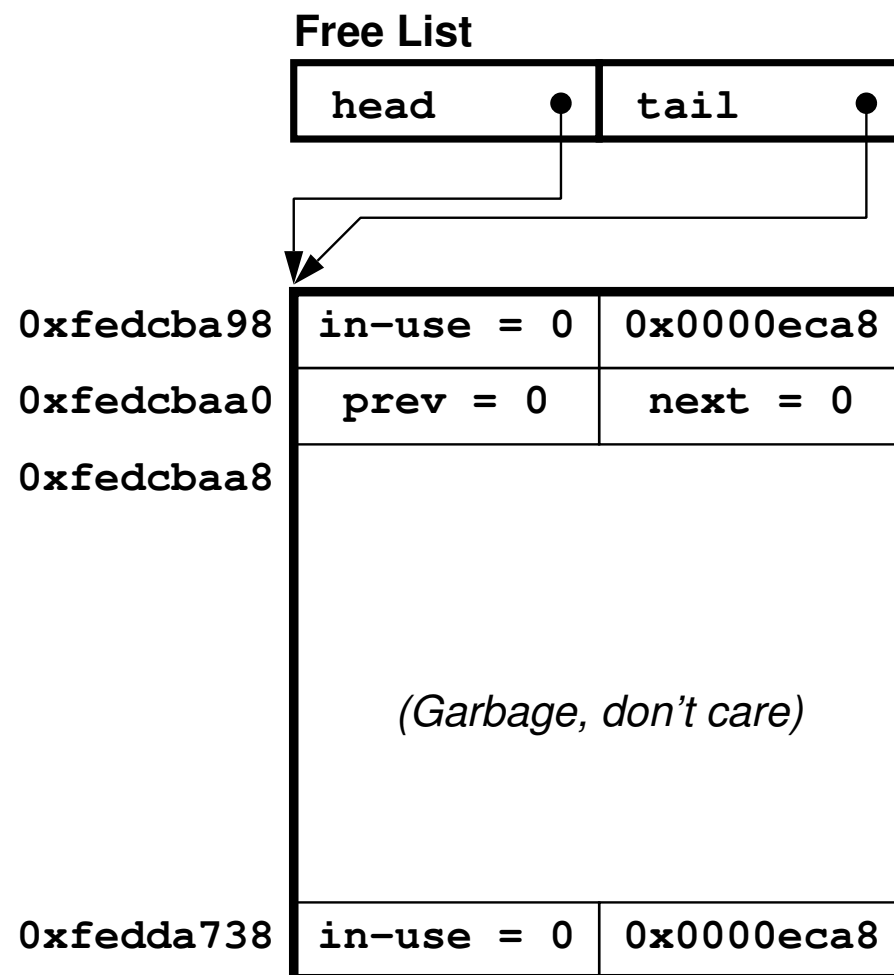 Free List
head tail
0xfedcba98 in-use = 0 0x0000eca8
0xfedcbaa0 prev = 0 next = 0
0xfedcbaa8
(Garbage, don't care)
0xfedda738 in-use = 0 0x0000eca8